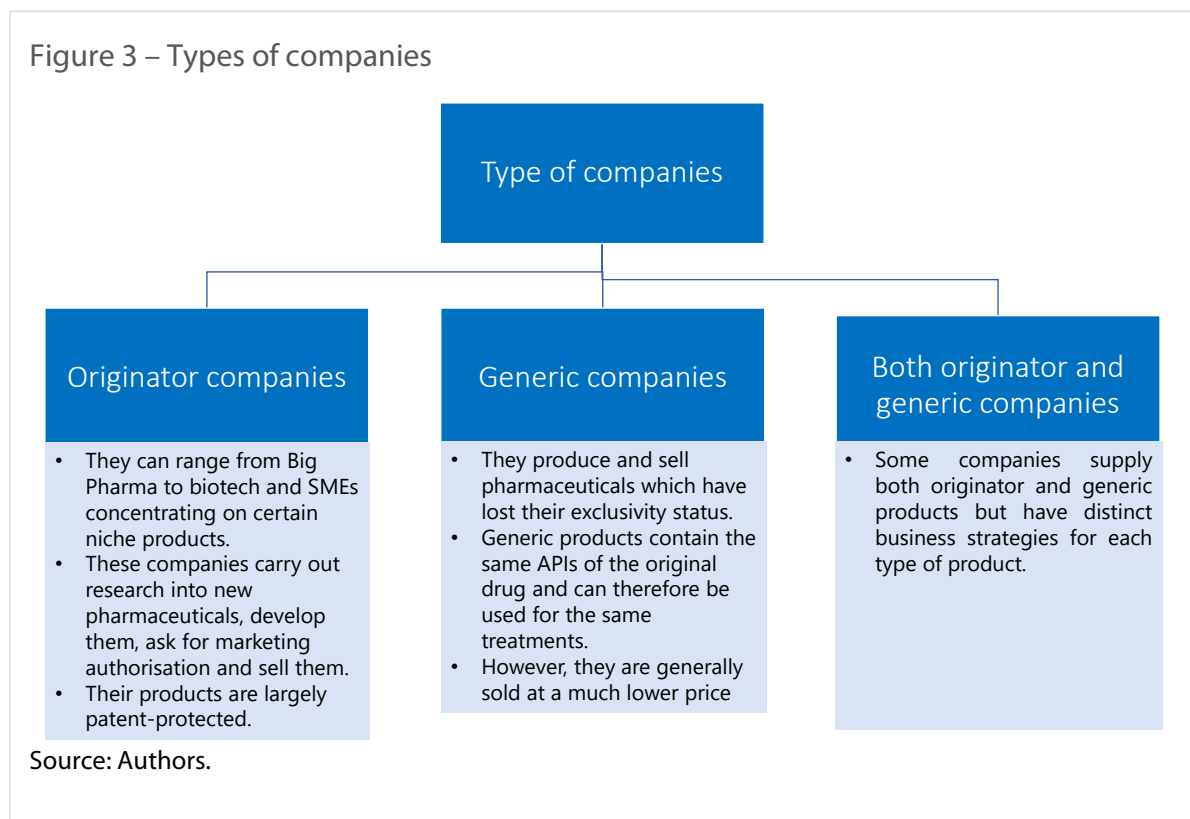 Figure 3 – Types of companies
Type of companies
Originator companies
• They can range from Big
Pharma to biotech and SMEs
concentrating on certain
niche products.
• These companies carry out
research into new
pharmaceuticals, develop
them, ask for marketing
authorisation and sell them.
• Their products are largely
patent-protected.
Generic companies
• They produce and sell
pharmaceuticals which have
lost their exclusivity status.
• Generic products contain the
same APIs of the original
drug and can therefore be
used for the same
treatments.
• However, they are generally
sold at a much lower price
Both originator and
generic companies
• Some companies supply
both originator and generic
products but have distinct
business strategies for each
type of product.
Source: Authors.